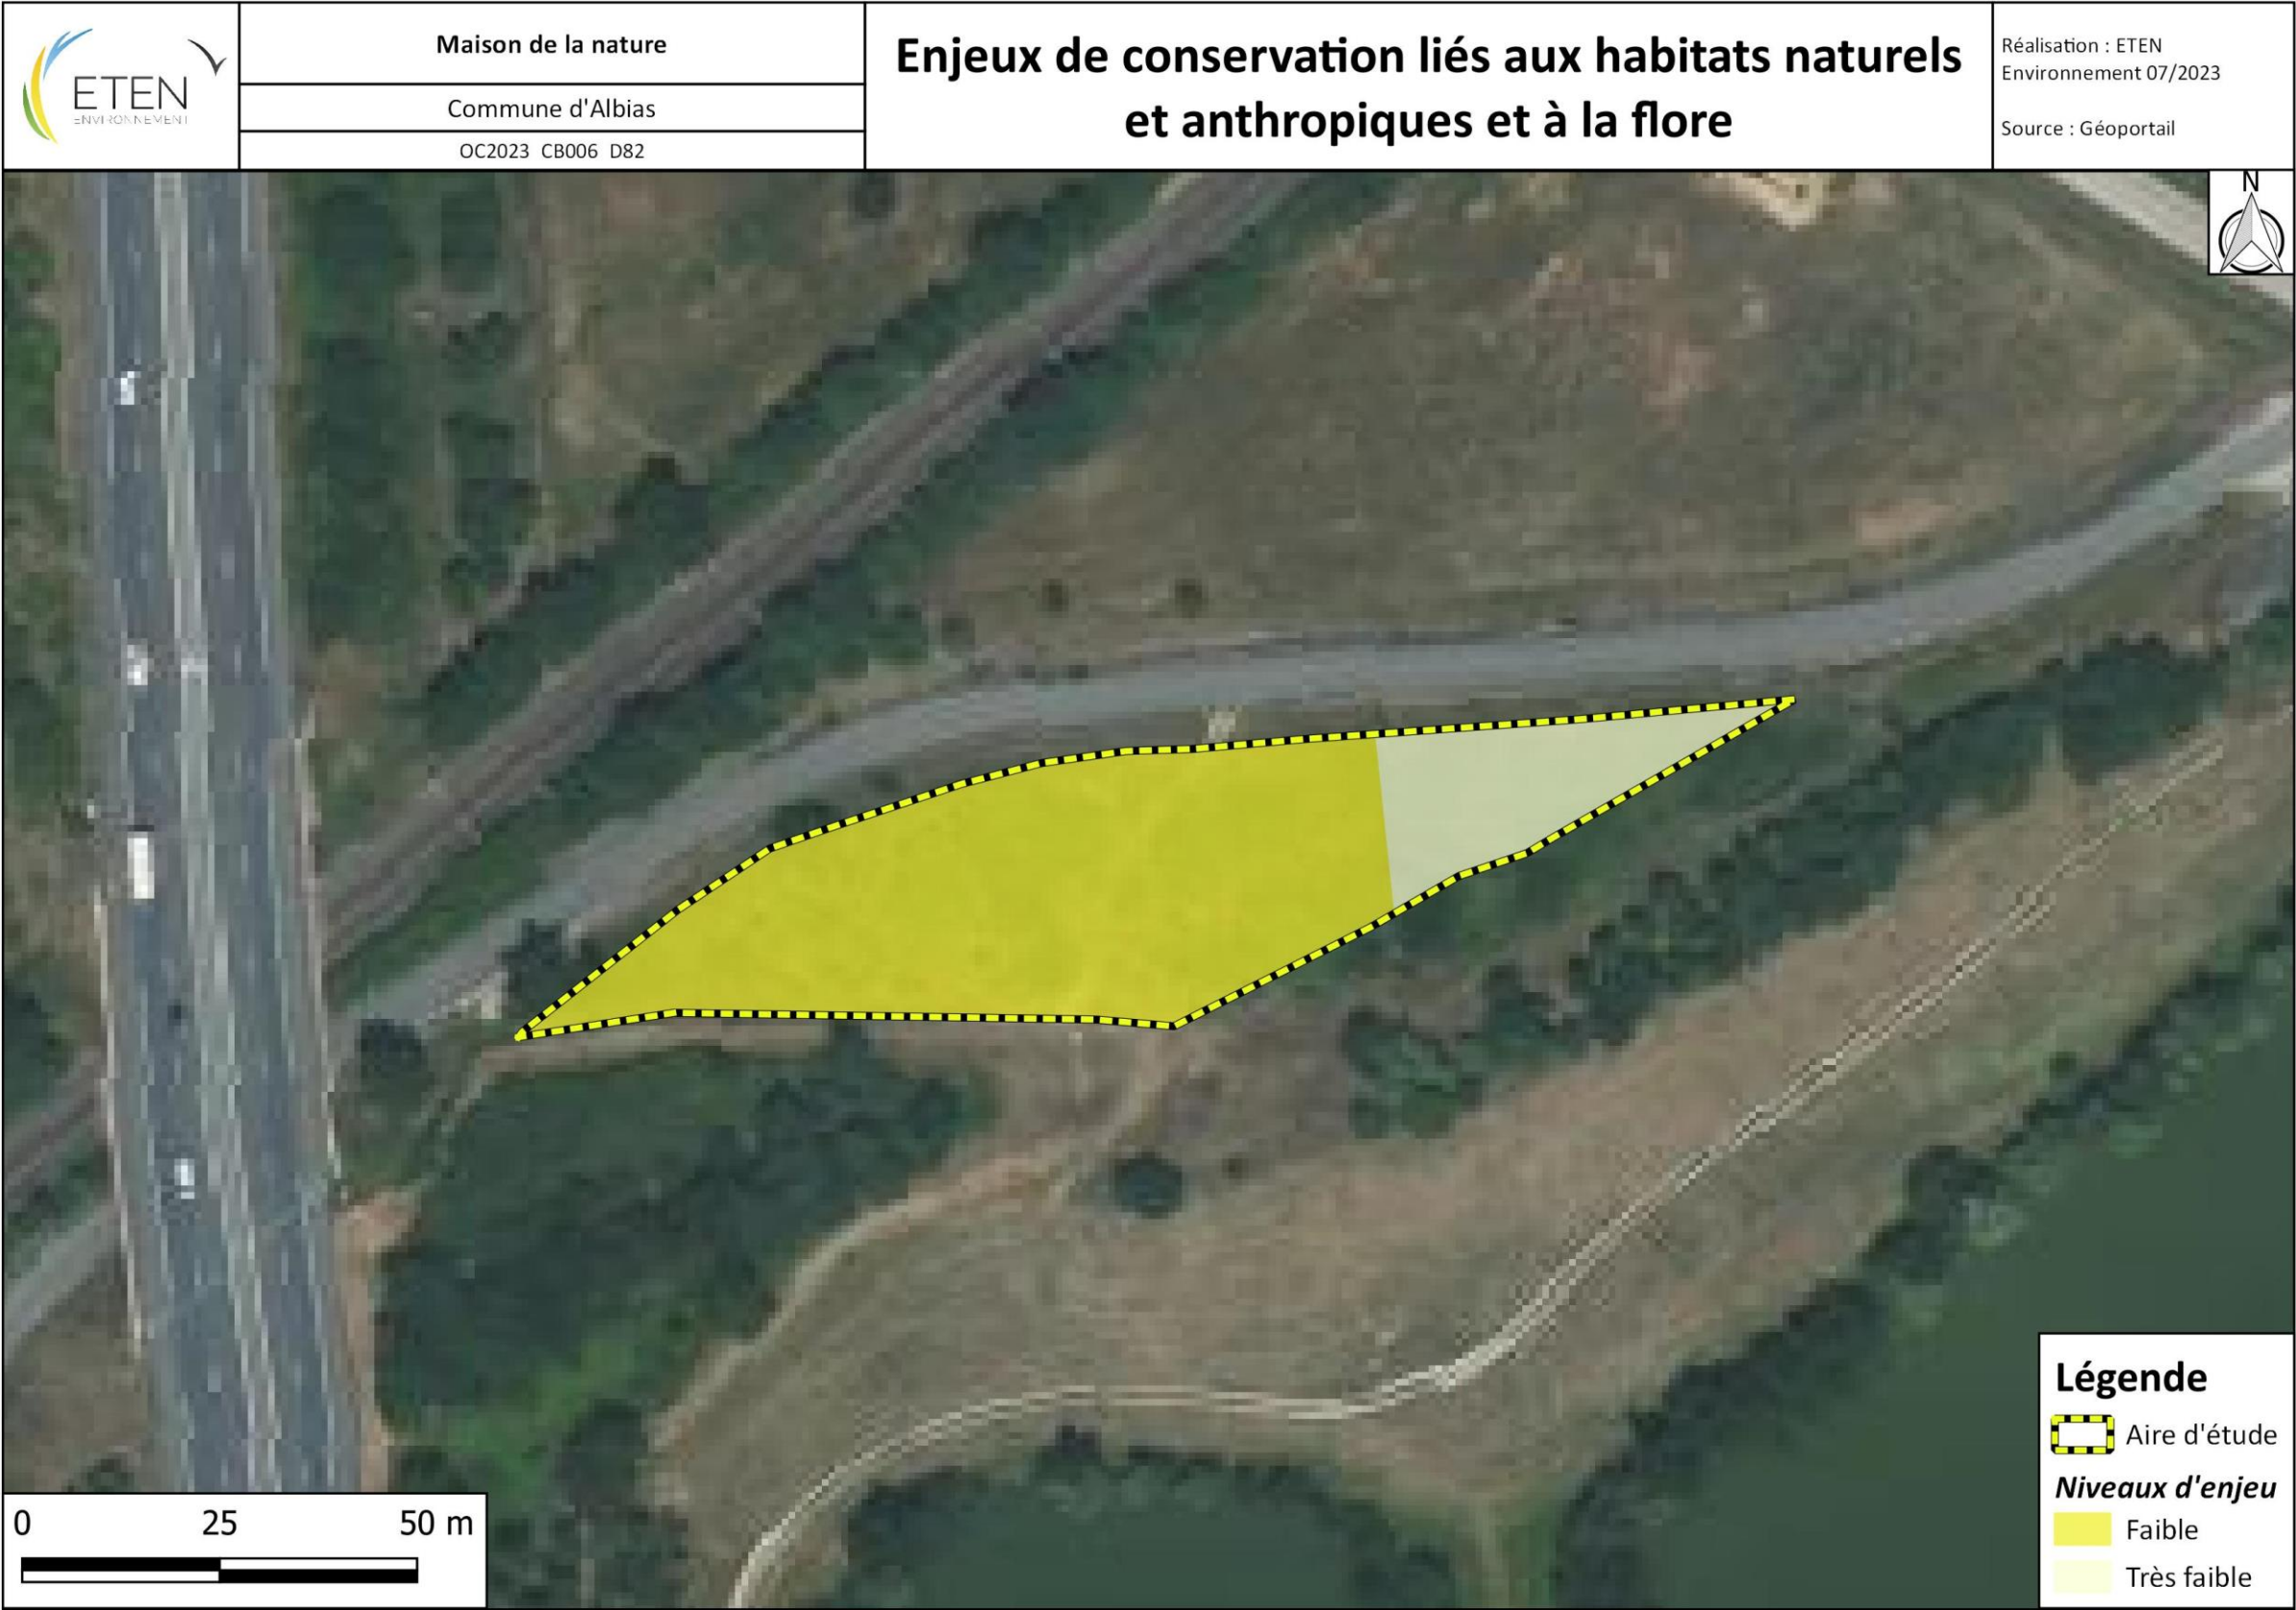 ETEN
ENVIRONNEMENT
Maison de la nature
Commune d'Albias
OC2023 CB006 D82
Enjeux de conservation liés aux habitats naturels
et anthropiques et à la flore
Réalisation : ETEN
Environnement 07/2023
Source : Géoportail
N
Légende
Aire d'étude
Niveaux d'enjeu
Faible
Très faible
0 25 50 m